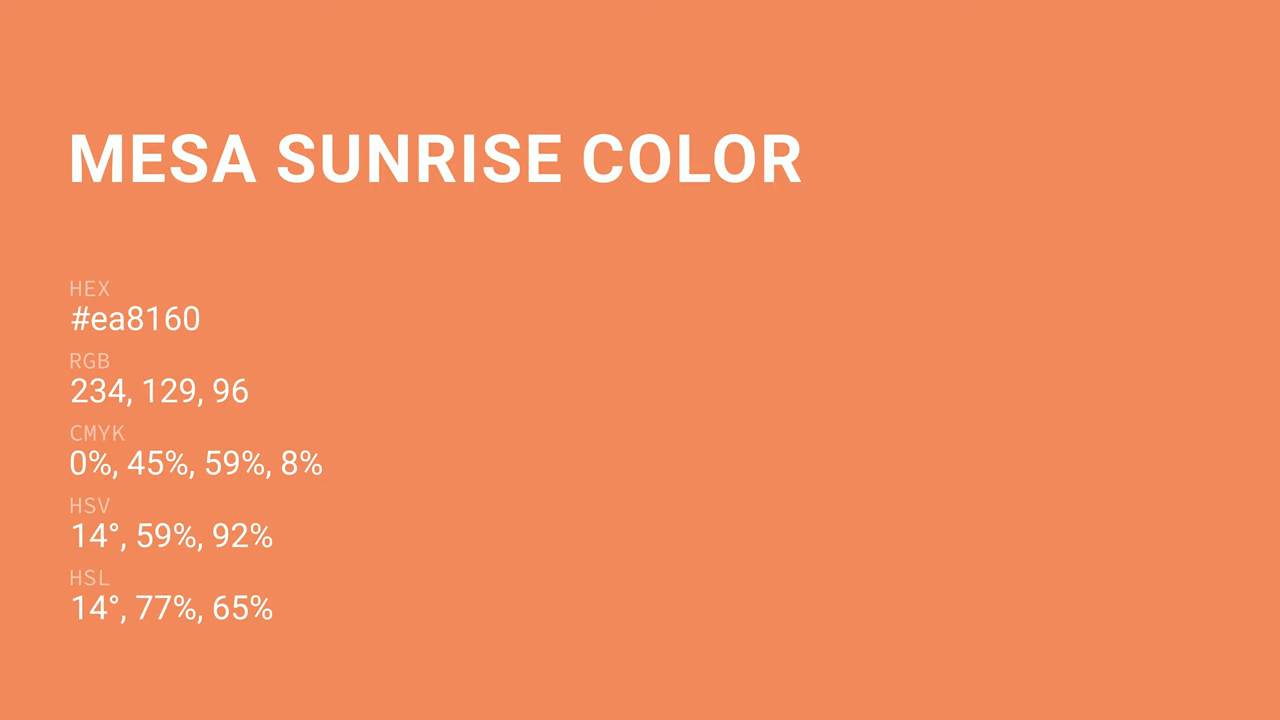 MESA SUNRISE COLOR
HEX
#ea8160
RGB
234, 129, 96
CMYK
0%, 45%, 59%, 8%
HSV
14°, 59%, 92%
HSL
14°, 77%, 65%